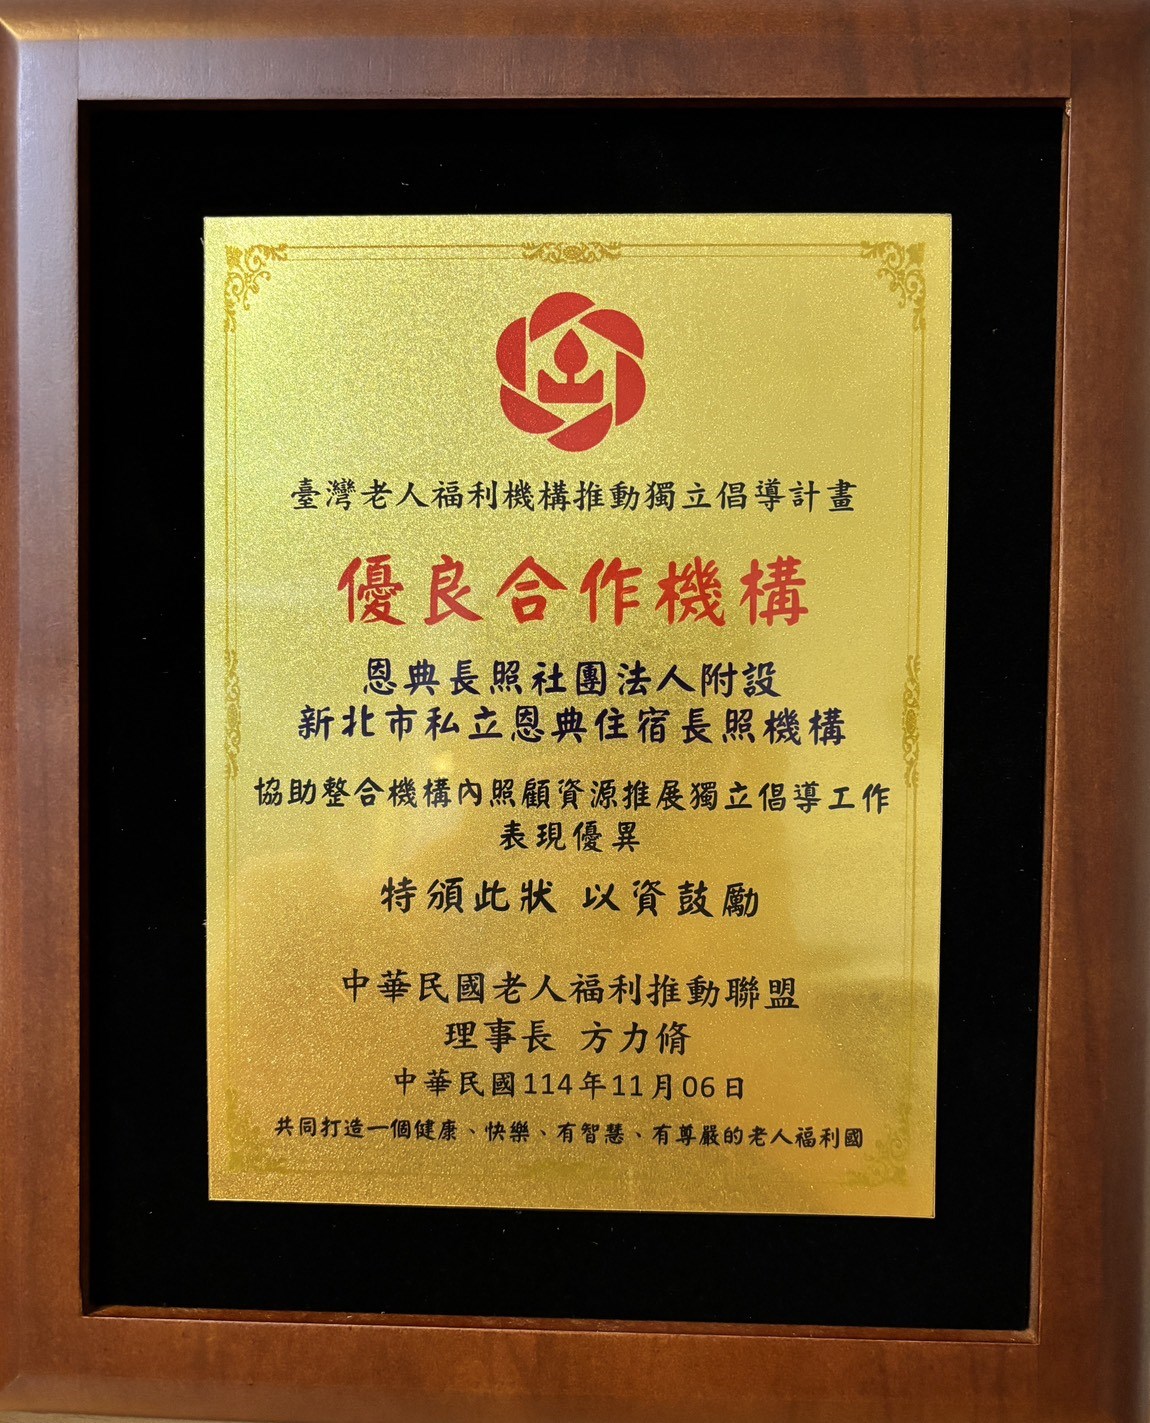 臺灣老人福利機構推動獨立倡導計畫
優良合作機構
恩典長照社團法人附設
新北市私立恩典住宿長照機構
協助整合機構內照顧資源推展獨立倡導工作
表現優異
特頒此狀 以資鼓勵
中華民國老人福利推動聯盟
理事長 方力脩
中華民國114年11月06日
共同打造一個健康、快樂、有智慧、有尊嚴的老人福利國